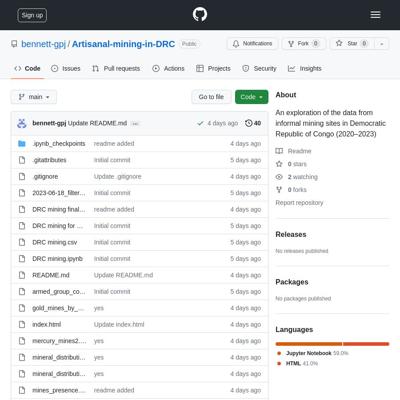 Sign up
bennett-gpj / Artisanal-mining-in-DRC Public
Notifications
Fork 0
Star 0
Code
Issues
Pull requests
Actions
Projects
Security
Insights
main
Go to file
Code
bennett-gpj Update README.md ... 4 days ago 40
.ipynb_checkpoints readme added 4 days ago
.gitattributes Initial commit 5 days ago
.gitignore Update .gitignore 4 days ago
2023-06-18_filter... Initial commit 5 days ago
DRC mining final... readme added 4 days ago
DRC mining for ... Initial commit 5 days ago
DRC mining.csv Initial commit 5 days ago
DRC mining.ipynb Initial commit 5 days ago
README.md Update README.md 4 days ago
armed_group_co... Initial commit 5 days ago
gold_mines_by_... yes 4 days ago
index.html Update index.html 4 days ago
mercury_mines2.... yes 4 days ago
mineral_distributi... yes 4 days ago
mineral_distributi... yes 4 days ago
mines_presence.... readme added 4 days ago
About
An exploration of the data from
informal mining sites in Democratic
Republic of Congo (2020–2023)
Readme
0 stars
2 watching
0 forks
Report repository
Releases
No releases published
Packages
No packages published
Languages
Jupyter Notebook 59.0%
HTML 41.0%